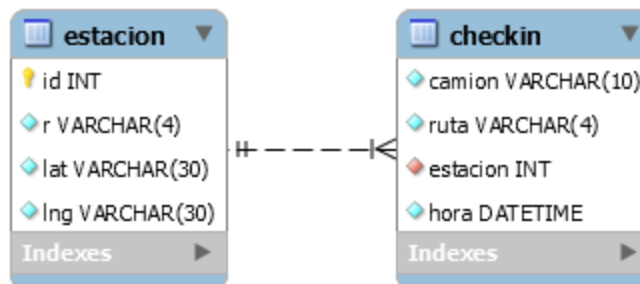 estacion
id INT
r VARCHAR(4)
lat VARCHAR(30)
lng VARCHAR(30)
Indexes
checkin
camion VARCHAR(10)
ruta VARCHAR(4)
estacion INT
hora DATETIME
Indexes